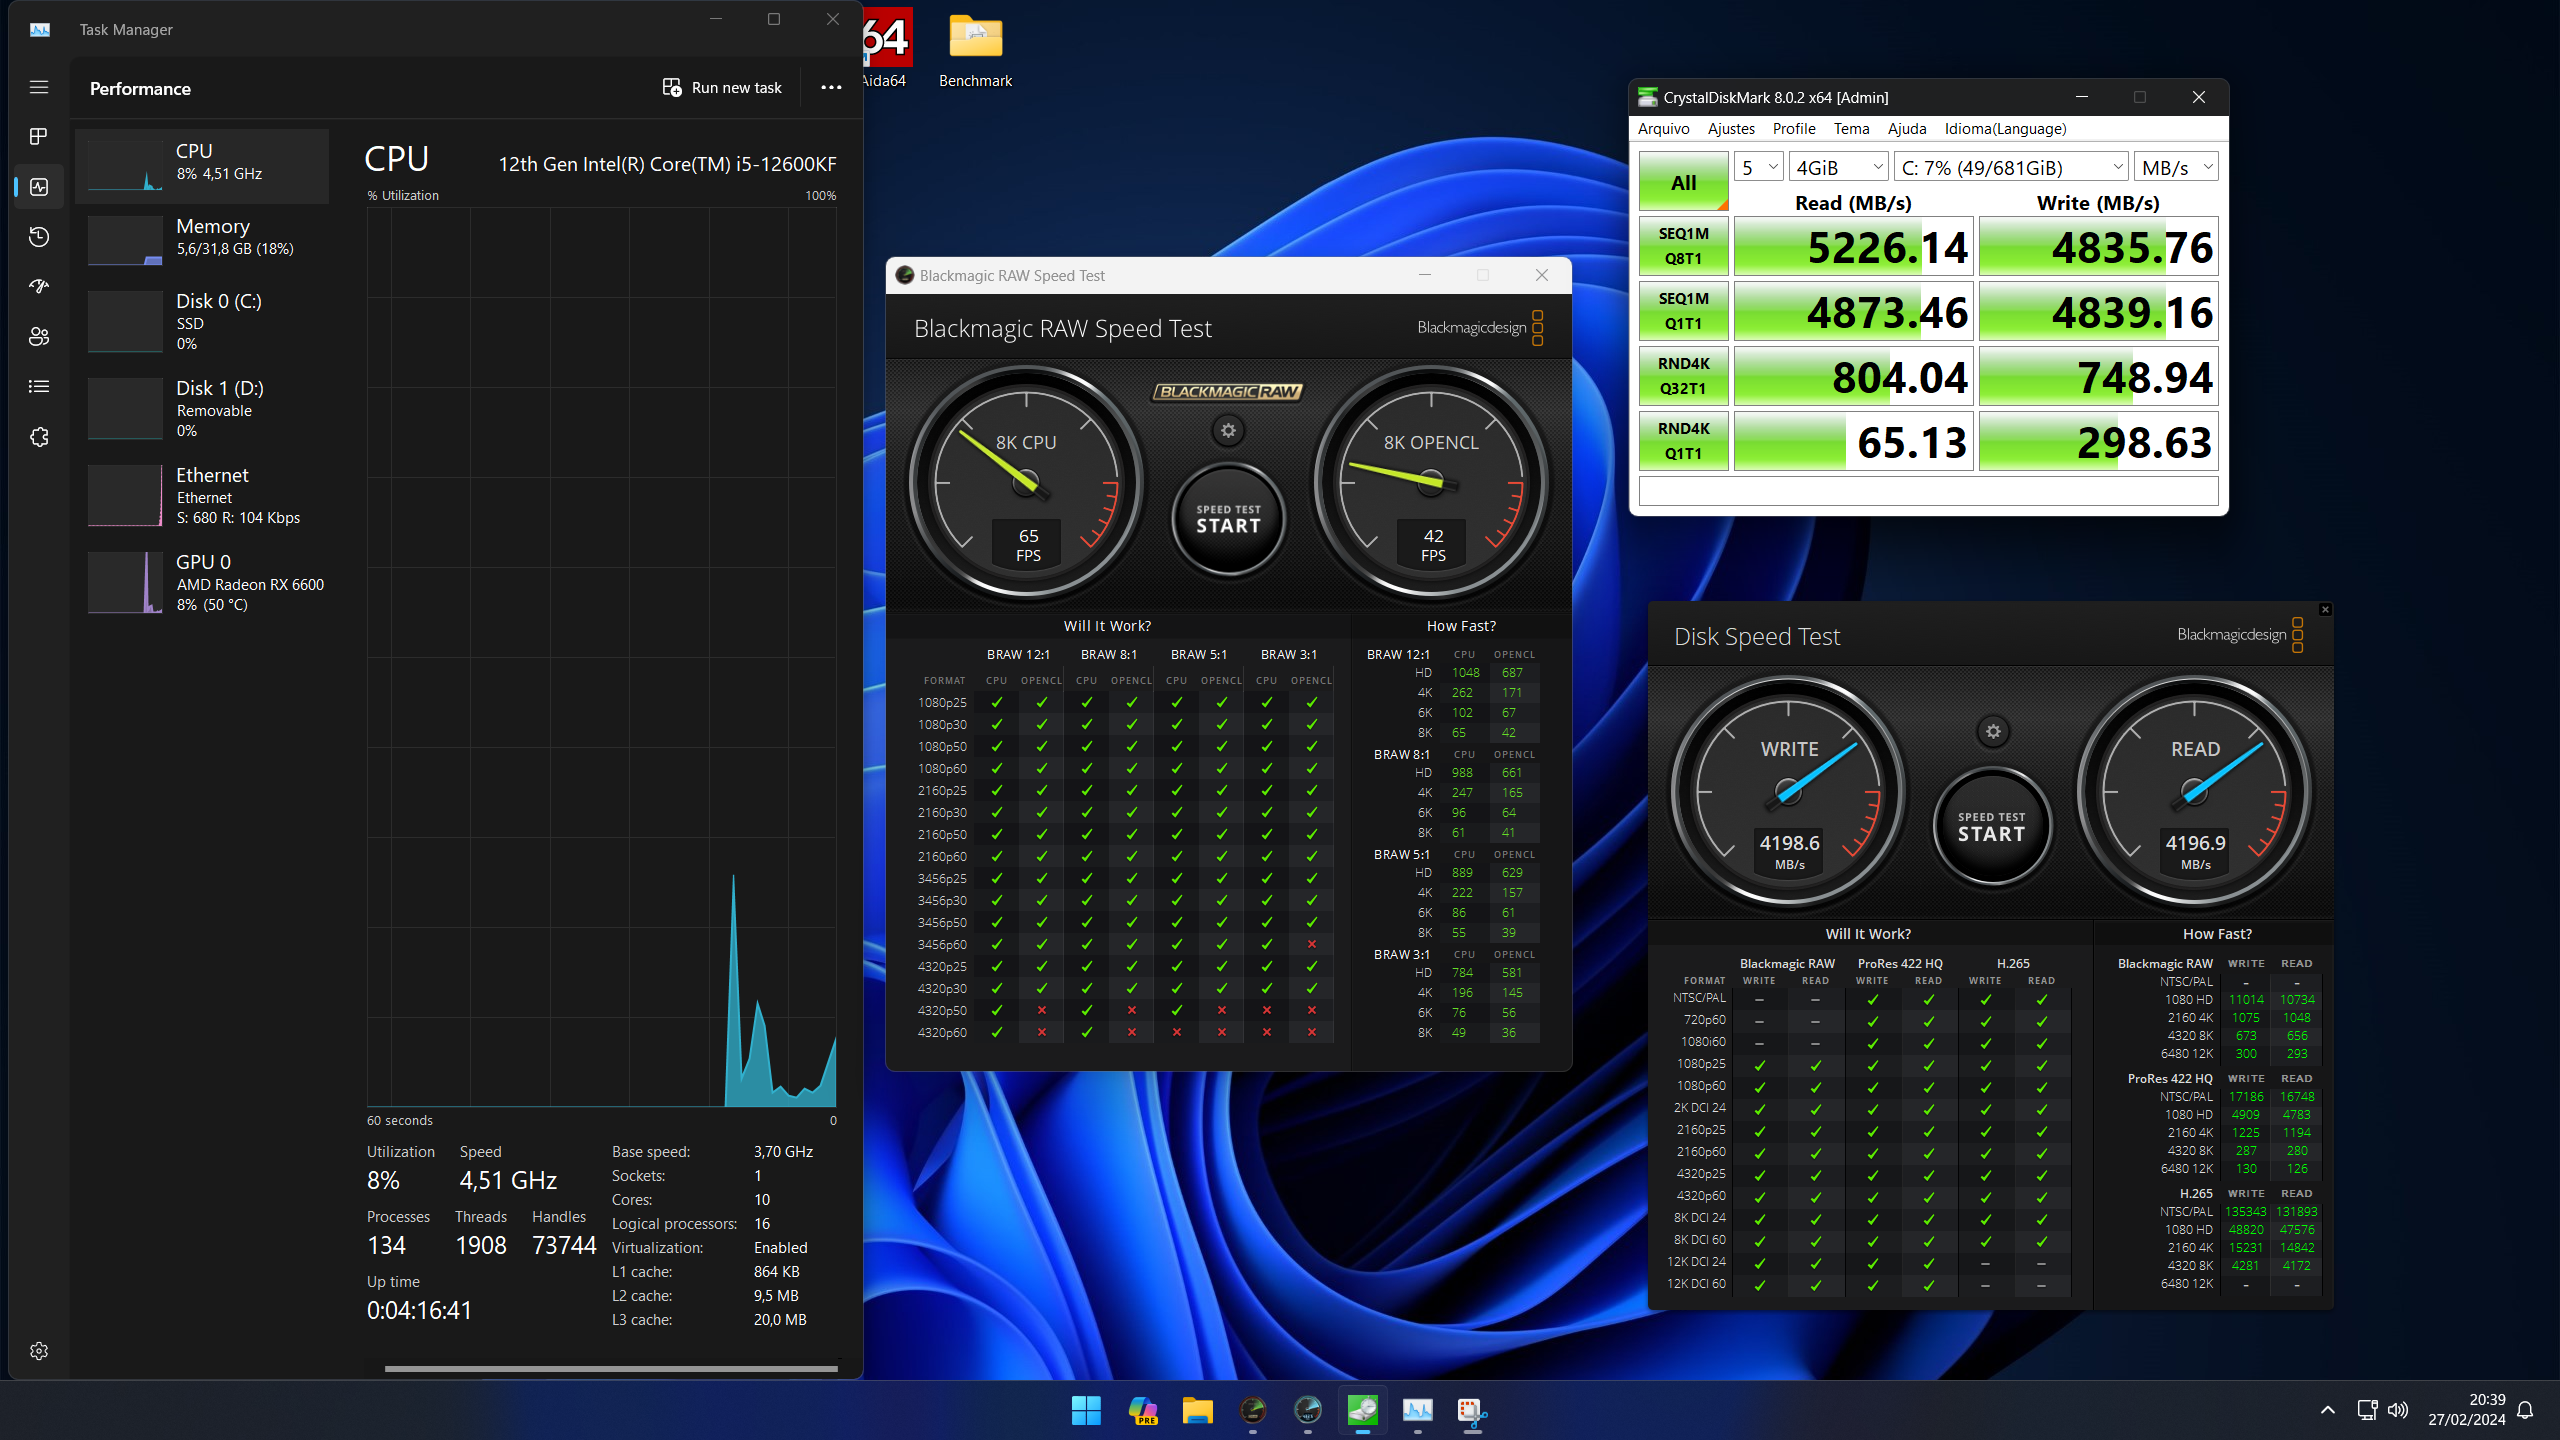 Task Manager
Performance
Run new task
CPU
8% 4,51 GHz
Memory
5,6/31,8 GB (18%)
Disk 0 (C:)
SSD
0%
Disk 1 (D:)
Removable
0%
Ethernet
Ethernet
S: 680 R: 104 Kbps
GPU 0
AMD Radeon RX 6600
8% (50 °C)
CPU 12th Gen Intel(R) Core(TM) i5-12600KF
% Utilization 100%
60 seconds 0
Utilization Speed
8% 4,51 GHz
Processes Threads Handles
134 1908 73744
Up time
0:04:16:41
Base speed: 3,70 GHz
Sockets: 1
Cores: 10
Logical processors: 16
Virtualization: Enabled
L1 cache: 864 KB
L2 cache: 9,5 MB
L3 cache: 20,0 MB
64
Aida64
Benchmark
Blackmagic RAW Speed Test
Blackmagic RAW Speed Test
Blackmagicdesign
BLACKMAGIC RAW
8K CPU
65
FPS
SPEED TEST
START
8K OPENCL
42
FPS
Will It Work?
BRAW 12:1 BRAW 8:1 BRAW 5:1 BRAW 3:1
FORMAT CPU OPENCL CPU OPENCL CPU OPENCL CPU OPENCL
1080p25 ✓ ✓ ✓ ✓ ✓ ✓ ✓ ✓
1080p30 ✓ ✓ ✓ ✓ ✓ ✓ ✓ ✓
1080p50 ✓ ✓ ✓ ✓ ✓ ✓ ✓ ✓
1080p60 ✓ ✓ ✓ ✓ ✓ ✓ ✓ ✓
2160p25 ✓ ✓ ✓ ✓ ✓ ✓ ✓ ✓
2160p30 ✓ ✓ ✓ ✓ ✓ ✓ ✓ ✓
2160p50 ✓ ✓ ✓ ✓ ✓ ✓ ✓ ✓
2160p60 ✓ ✓ ✓ ✓ ✓ ✓ ✓ ✓
3456p25 ✓ ✓ ✓ ✓ ✓ ✓ ✓ ✓
3456p30 ✓ ✓ ✓ ✓ ✓ ✓ ✓ ✓
3456p50 ✓ ✓ ✓ ✓ ✓ ✓ ✓ ✓
3456p60 ✓ ✓ ✓ ✓ ✓ ✓ ✓ ×
4320p25 ✓ ✓ ✓ ✓ ✓ ✓ ✓ ✓
4320p30 ✓ ✓ ✓ ✓ ✓ ✓ ✓ ✓
4320p50 ✓ × ✓ × ✓ × × ×
4320p60 ✓ × ✓ × × × × ×
How Fast?
BRAW 12:1 CPU OPENCL
HD 1048 687
4K 262 171
6K 102 67
8K 65 42
BRAW 8:1 CPU OPENCL
HD 988 661
4K 247 165
6K 96 64
8K 61 41
BRAW 5:1 CPU OPENCL
HD 889 629
4K 222 157
6K 86 61
8K 55 39
BRAW 3:1 CPU OPENCL
HD 784 581
4K 196 145
6K 76 56
8K 49 36
CrystalDiskMark 8.0.2 x64 [Admin]
Arquivo Ajustes Profile Tema Ajuda Idioma(Language)
All 5 4GiB C: 7% (49/681GiB) MB/s
Read (MB/s) Write (MB/s)
SEQ1M Q8T1 5226.14 4835.76
SEQ1M Q1T1 4873.46 4839.16
RND4K Q32T1 804.04 748.94
RND4K Q1T1 65.13 298.63
Disk Speed Test
Blackmagicdesign
WRITE
4198.6
MB/s
SPEED TEST
START
READ
4196.9
MB/s
Will It Work?
Blackmagic RAW ProRes 422 HQ H.265
FORMAT WRITE READ WRITE READ WRITE READ
NTSC/PAL – – ✓ ✓ ✓ ✓
720p60 – – ✓ ✓ ✓ ✓
1080i60 – – ✓ ✓ ✓ ✓
1080p25 ✓ ✓ ✓ ✓ ✓ ✓
1080p60 ✓ ✓ ✓ ✓ ✓ ✓
2K DCI 24 ✓ ✓ ✓ ✓ ✓ ✓
2160p25 ✓ ✓ ✓ ✓ ✓ ✓
2160p60 ✓ ✓ ✓ ✓ ✓ ✓
4320p25 ✓ ✓ ✓ ✓ ✓ ✓
4320p60 ✓ ✓ ✓ ✓ ✓ ✓
8K DCI 24 ✓ ✓ ✓ ✓ ✓ ✓
8K DCI 60 ✓ ✓ ✓ ✓ ✓ ✓
12K DCI 24 ✓ ✓ ✓ ✓ – –
12K DCI 60 ✓ ✓ ✓ ✓ – –
How Fast?
Blackmagic RAW WRITE READ
NTSC/PAL - -
1080 HD 11014 10734
2160 4K 1075 1048
4320 8K 673 656
6480 12K 300 293
ProRes 422 HQ WRITE READ
NTSC/PAL 17186 16748
1080 HD 4909 4783
2160 4K 1225 1194
4320 8K 287 280
6480 12K 130 126
H.265 WRITE READ
NTSC/PAL 135343 131893
1080 HD 48820 47576
2160 4K 15231 14842
4320 8K 4281 4172
6480 12K - -
PRE
20:39
27/02/2024